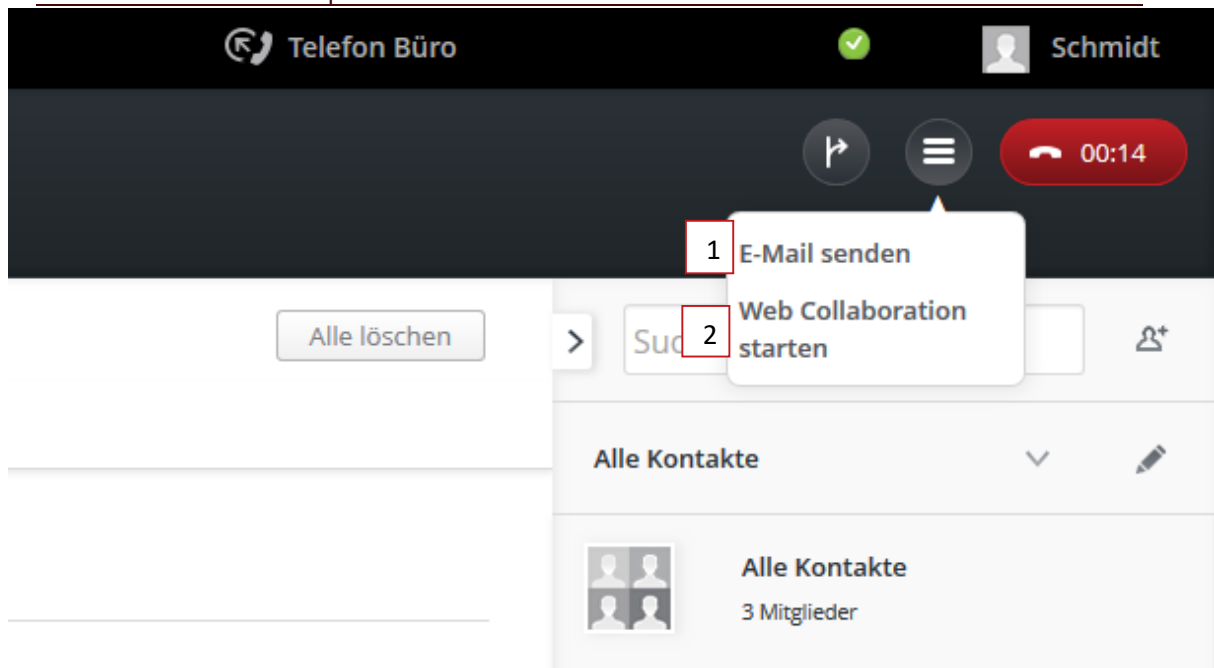 Telefon Büro
Schmidt
00:14
1 E-Mail senden
2 Web Collaboration
starten
Alle löschen
Suc
Alle Kontakte
Alle Kontakte
3 Mitglieder